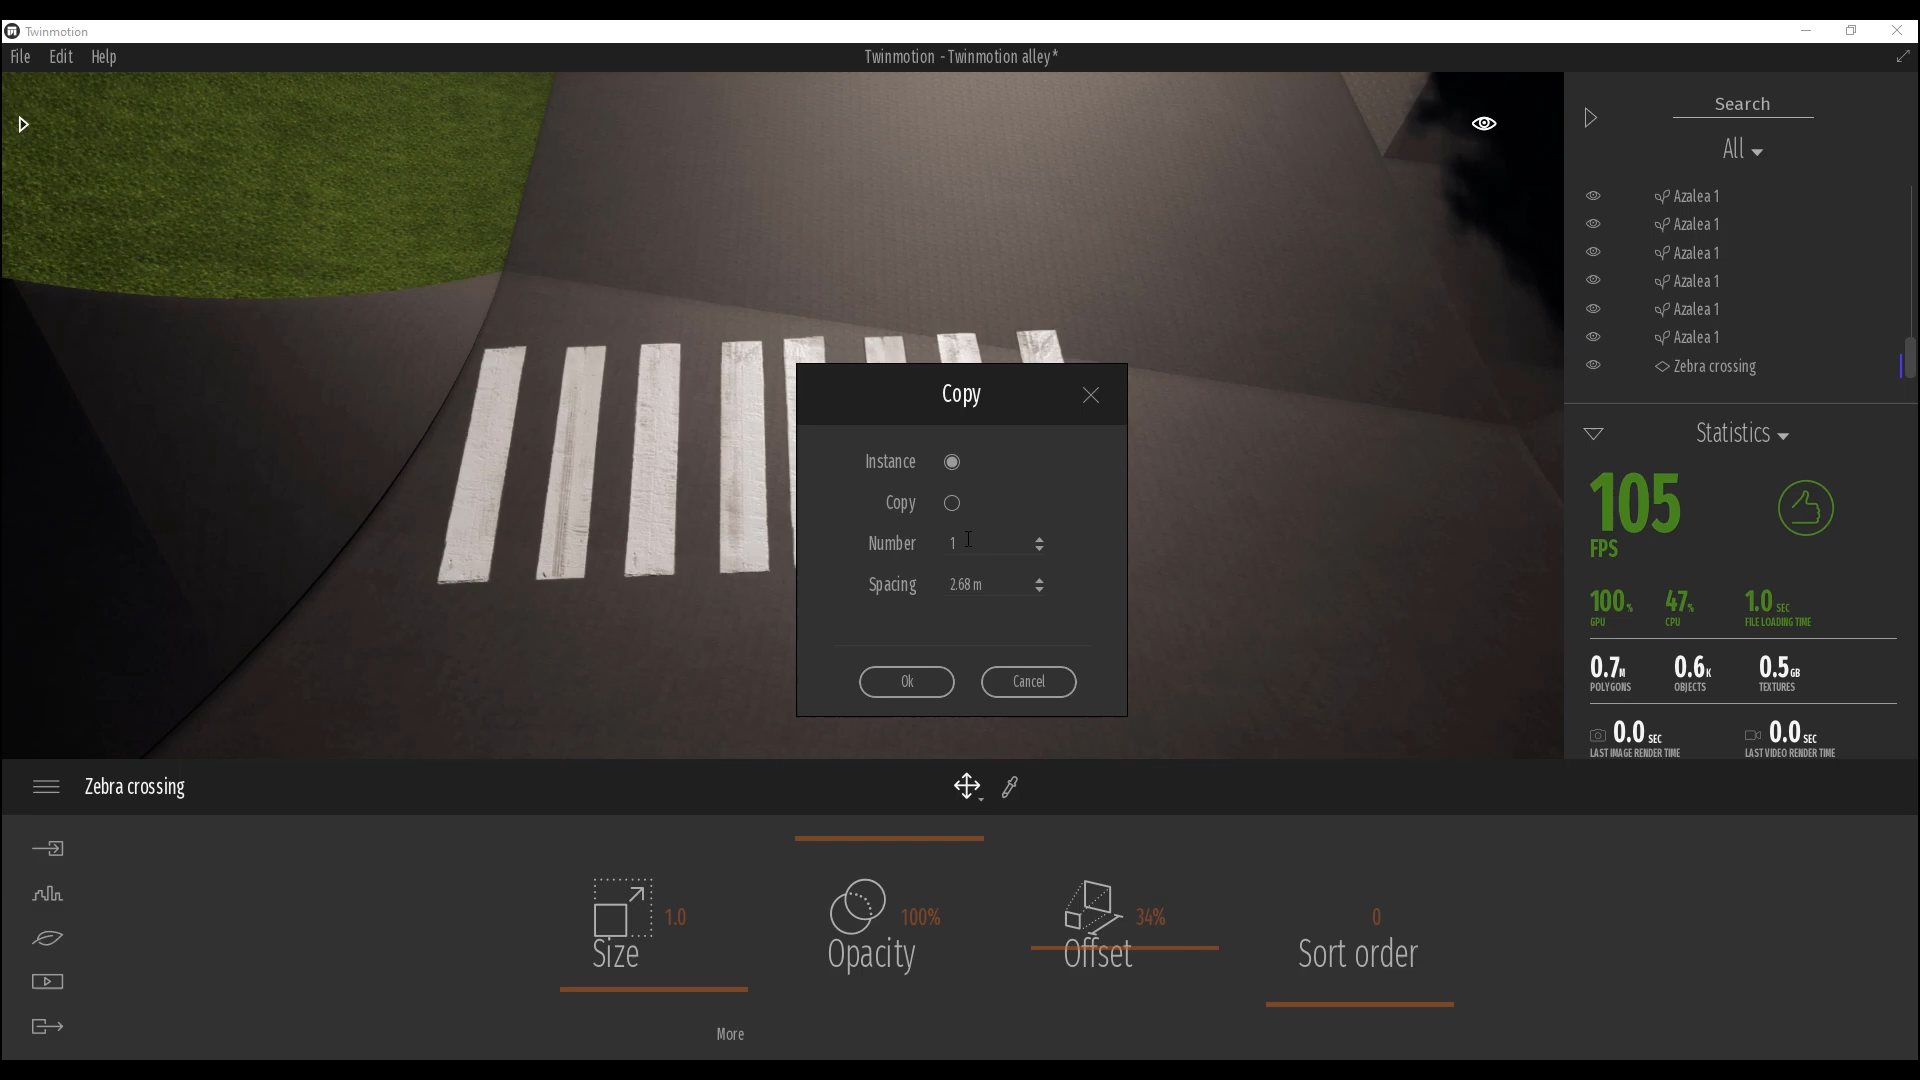 Twinmotion
File Edit Help
Twinmotion - Twinmotion alley*
Search
All
Azalea 1
Azalea 1
Azalea 1
Azalea 1
Azalea 1
Azalea 1
Zebra crossing
Copy
Instance
Copy
Number 1
Spacing 2.68 m
Ok Cancel
Statistics
105
FPS
100% 47% 1.0 SEC
GPU CPU FILE LOADING TIME
0.7M 0.6K 0.5GB
POLYGONS OBJECTS TEXTURES
0.0 SEC 0.0 SEC
LAST IMAGE RENDER TIME LAST VIDEO RENDER TIME
Zebra crossing
1.0 100% 34% 0
Size Opacity Offset Sort order
More